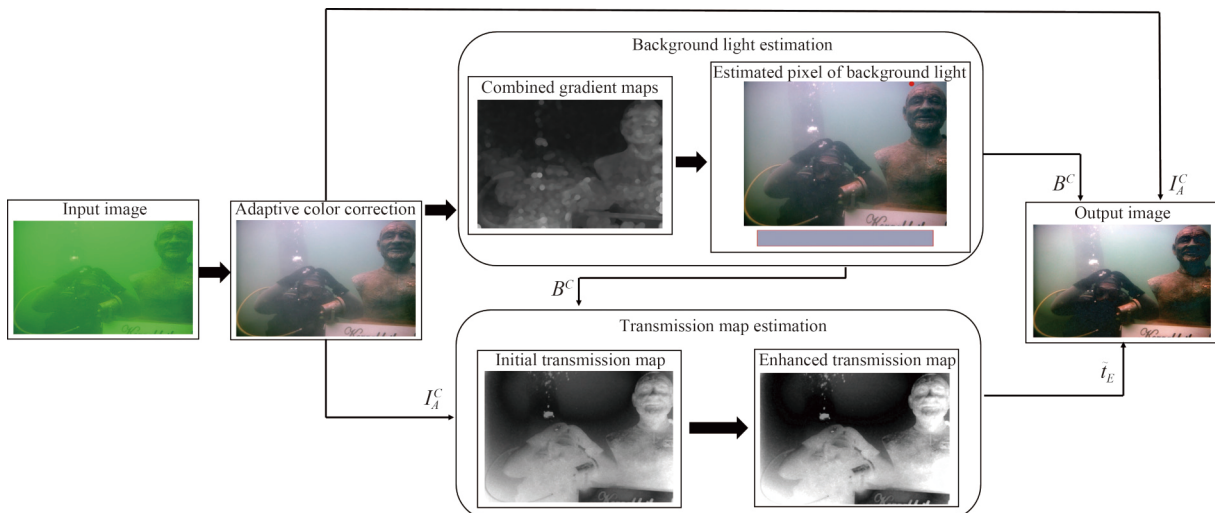 Background light estimation
Combined gradient maps
Estimated pixel of background light
Input image
Adaptive color correction
B^C
I_A^C
Output image
B^C
Transmission map estimation
Initial transmission map
Enhanced transmission map
I_A^C
t̃_E